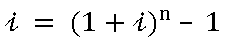 i = (1 + i)ⁿ − 1